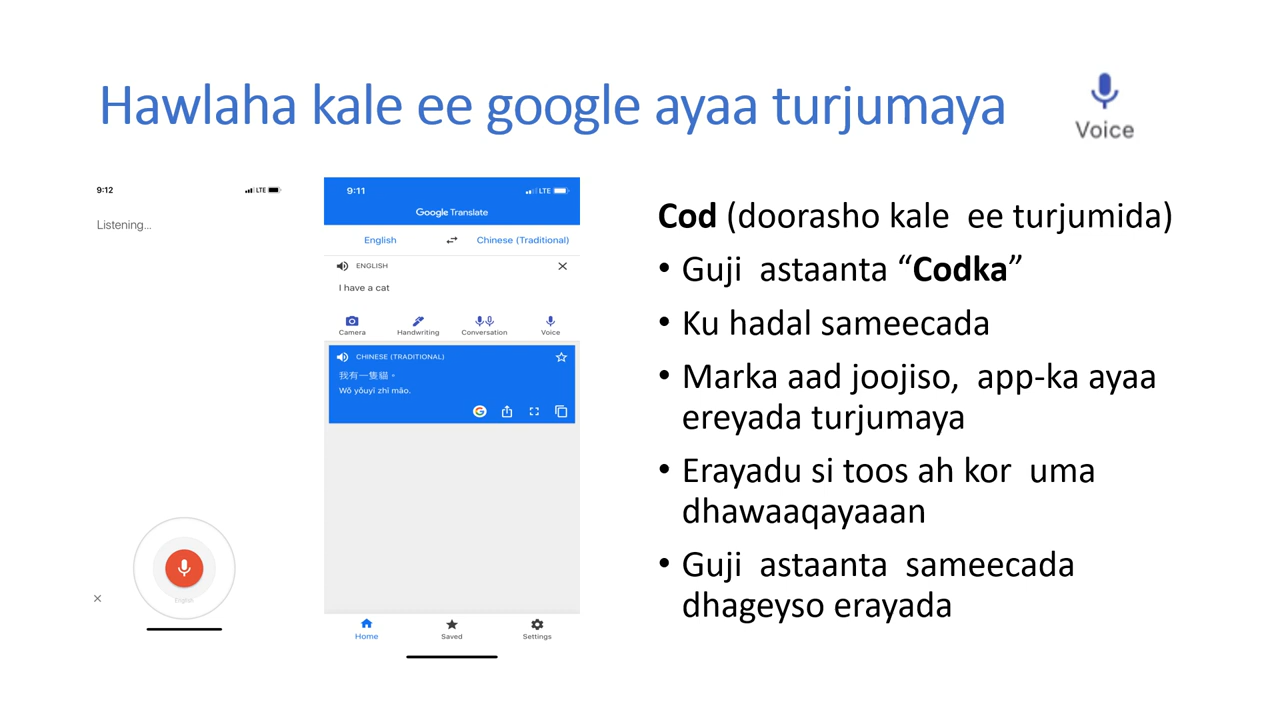 Hawlaha kale ee google ayaa turjumaya
Voice
9:12
LTE
Listening...
English
9:11
LTE
Google Translate
English
Chinese (Traditional)
ENGLISH
I have a cat
Camera
Handwriting
Conversation
Voice
CHINESE (TRADITIONAL)
我有一隻貓。
Wǒ yǒuyī zhī māo.
G
Home
Saved
Settings
Cod (doorasho kale ee turjumida)
• Guji astaanta “Codka”
• Ku hadal sameecada
• Marka aad joojiso, app-ka ayaa
ereyada turjumaya
• Erayadu si toos ah kor uma
dhawaaqayaaan
• Guji astaanta sameecada
dhageyso erayada